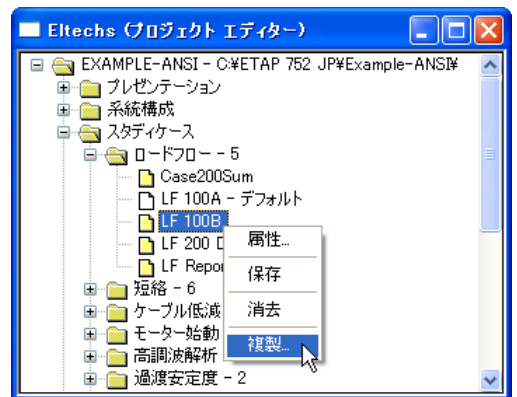 Eltechs (プロジェクト エディター)
EXAMPLE-ANSI - C:¥ETAP 752 JP¥Example-ANSI¥
プレゼンテーション
系統構成
スタディケース
ロードフロー - 5
Case200Sum
LF 100A - デフォルト
LF 100B
LF 200
LF Repor
短絡 - 6
ケーブル低減
モーター始動
高調波解析
過渡安定度 - 2
属性...
保存
消去
複製...